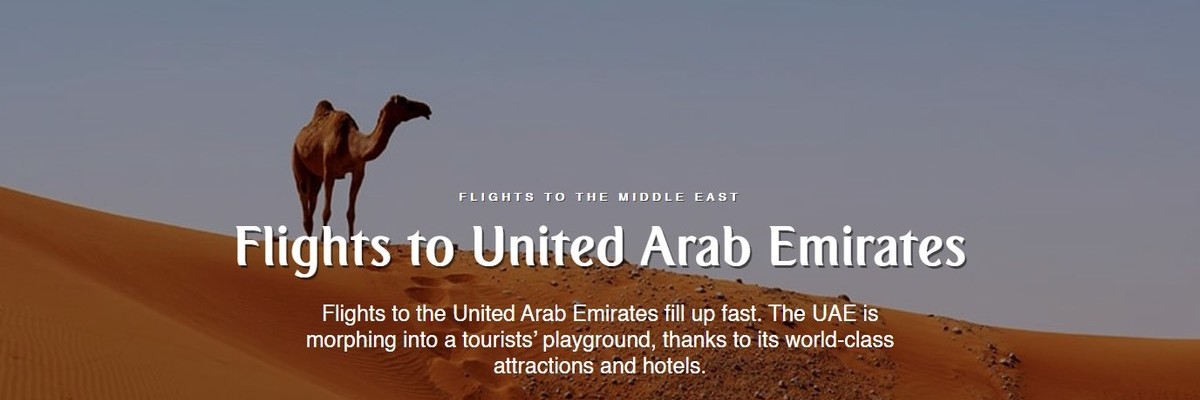 FLIGHTS TO THE MIDDLE EAST
Flights to United Arab Emirates
Flights to the United Arab Emirates fill up fast. The UAE is
morphing into a tourists’ playground, thanks to its world-class
attractions and hotels.